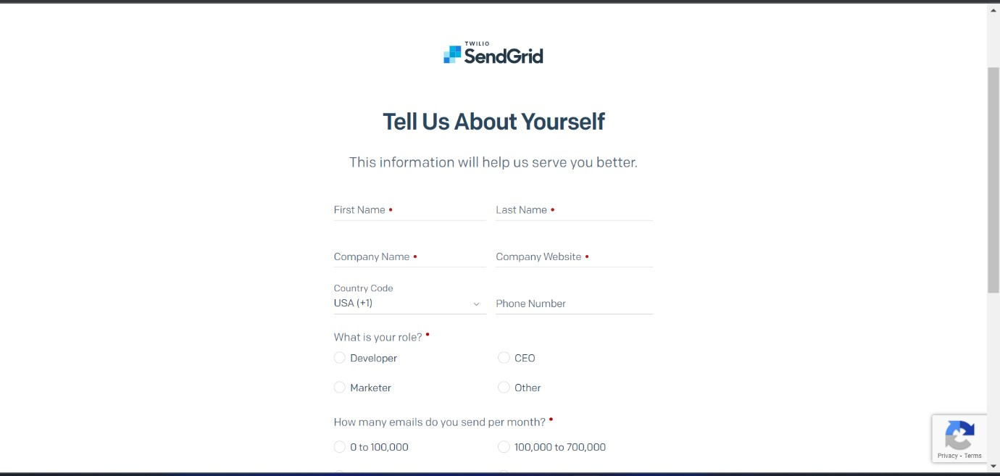 TWILIO
SendGrid
Tell Us About Yourself
This information will help us serve you better.
First Name • Last Name •
Company Name • Company Website •
Country Code
USA (+1) Phone Number
What is your role? •
Developer CEO
Marketer Other
How many emails do you send per month? •
0 to 100,000 100,000 to 700,000
Privacy - Terms